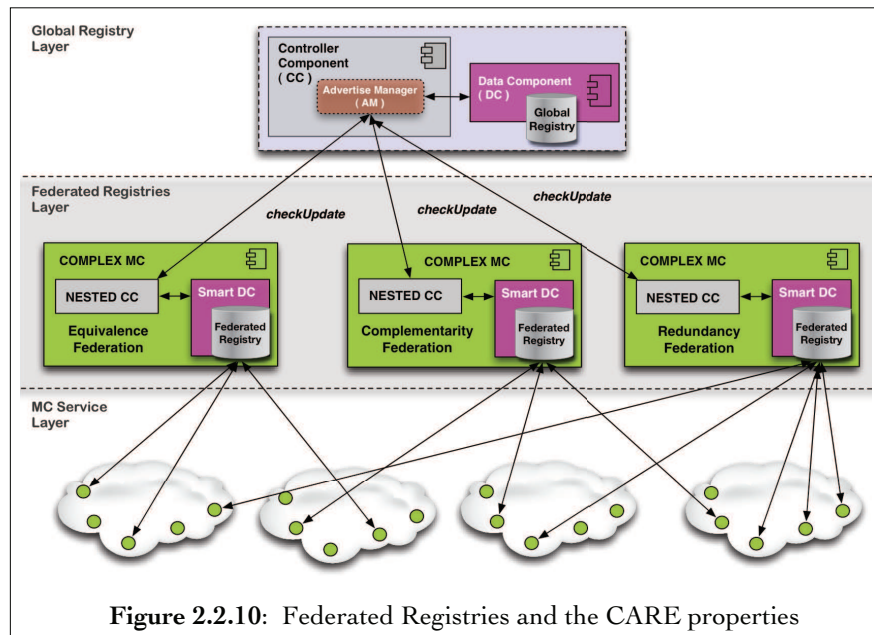 Global Registry
Layer
Controller
Component
( CC )
Advertise Manager
( AM )
Data Component
( DC )
Global
Registry
Federated Registries
Layer
checkUpdate
checkUpdate
checkUpdate
COMPLEX MC
NESTED CC
Smart DC
Equivalence
Federation
Federated
Registry
COMPLEX MC
NESTED CC
Smart DC
Complementarity
Federation
Federated
Registry
COMPLEX MC
NESTED CC
Smart DC
Redundancy
Federation
Federated
Registry
MC Service
Layer
Figure 2.2.10: Federated Registries and the CARE properties